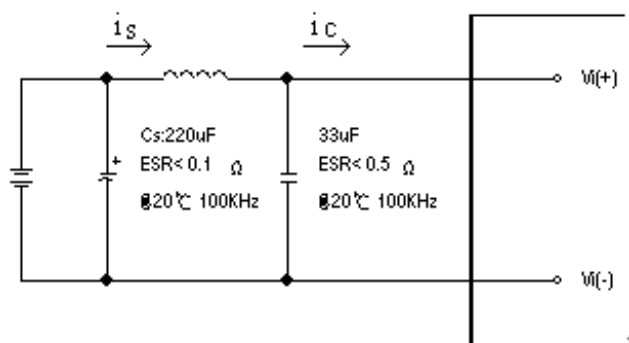 iS
iC
Vi(+)
Cs:220uF
ESR< 0.1 Ω
@20℃ 100KHz
+
33uF
ESR< 0.5 Ω
@20℃ 100KHz
Vi(-)